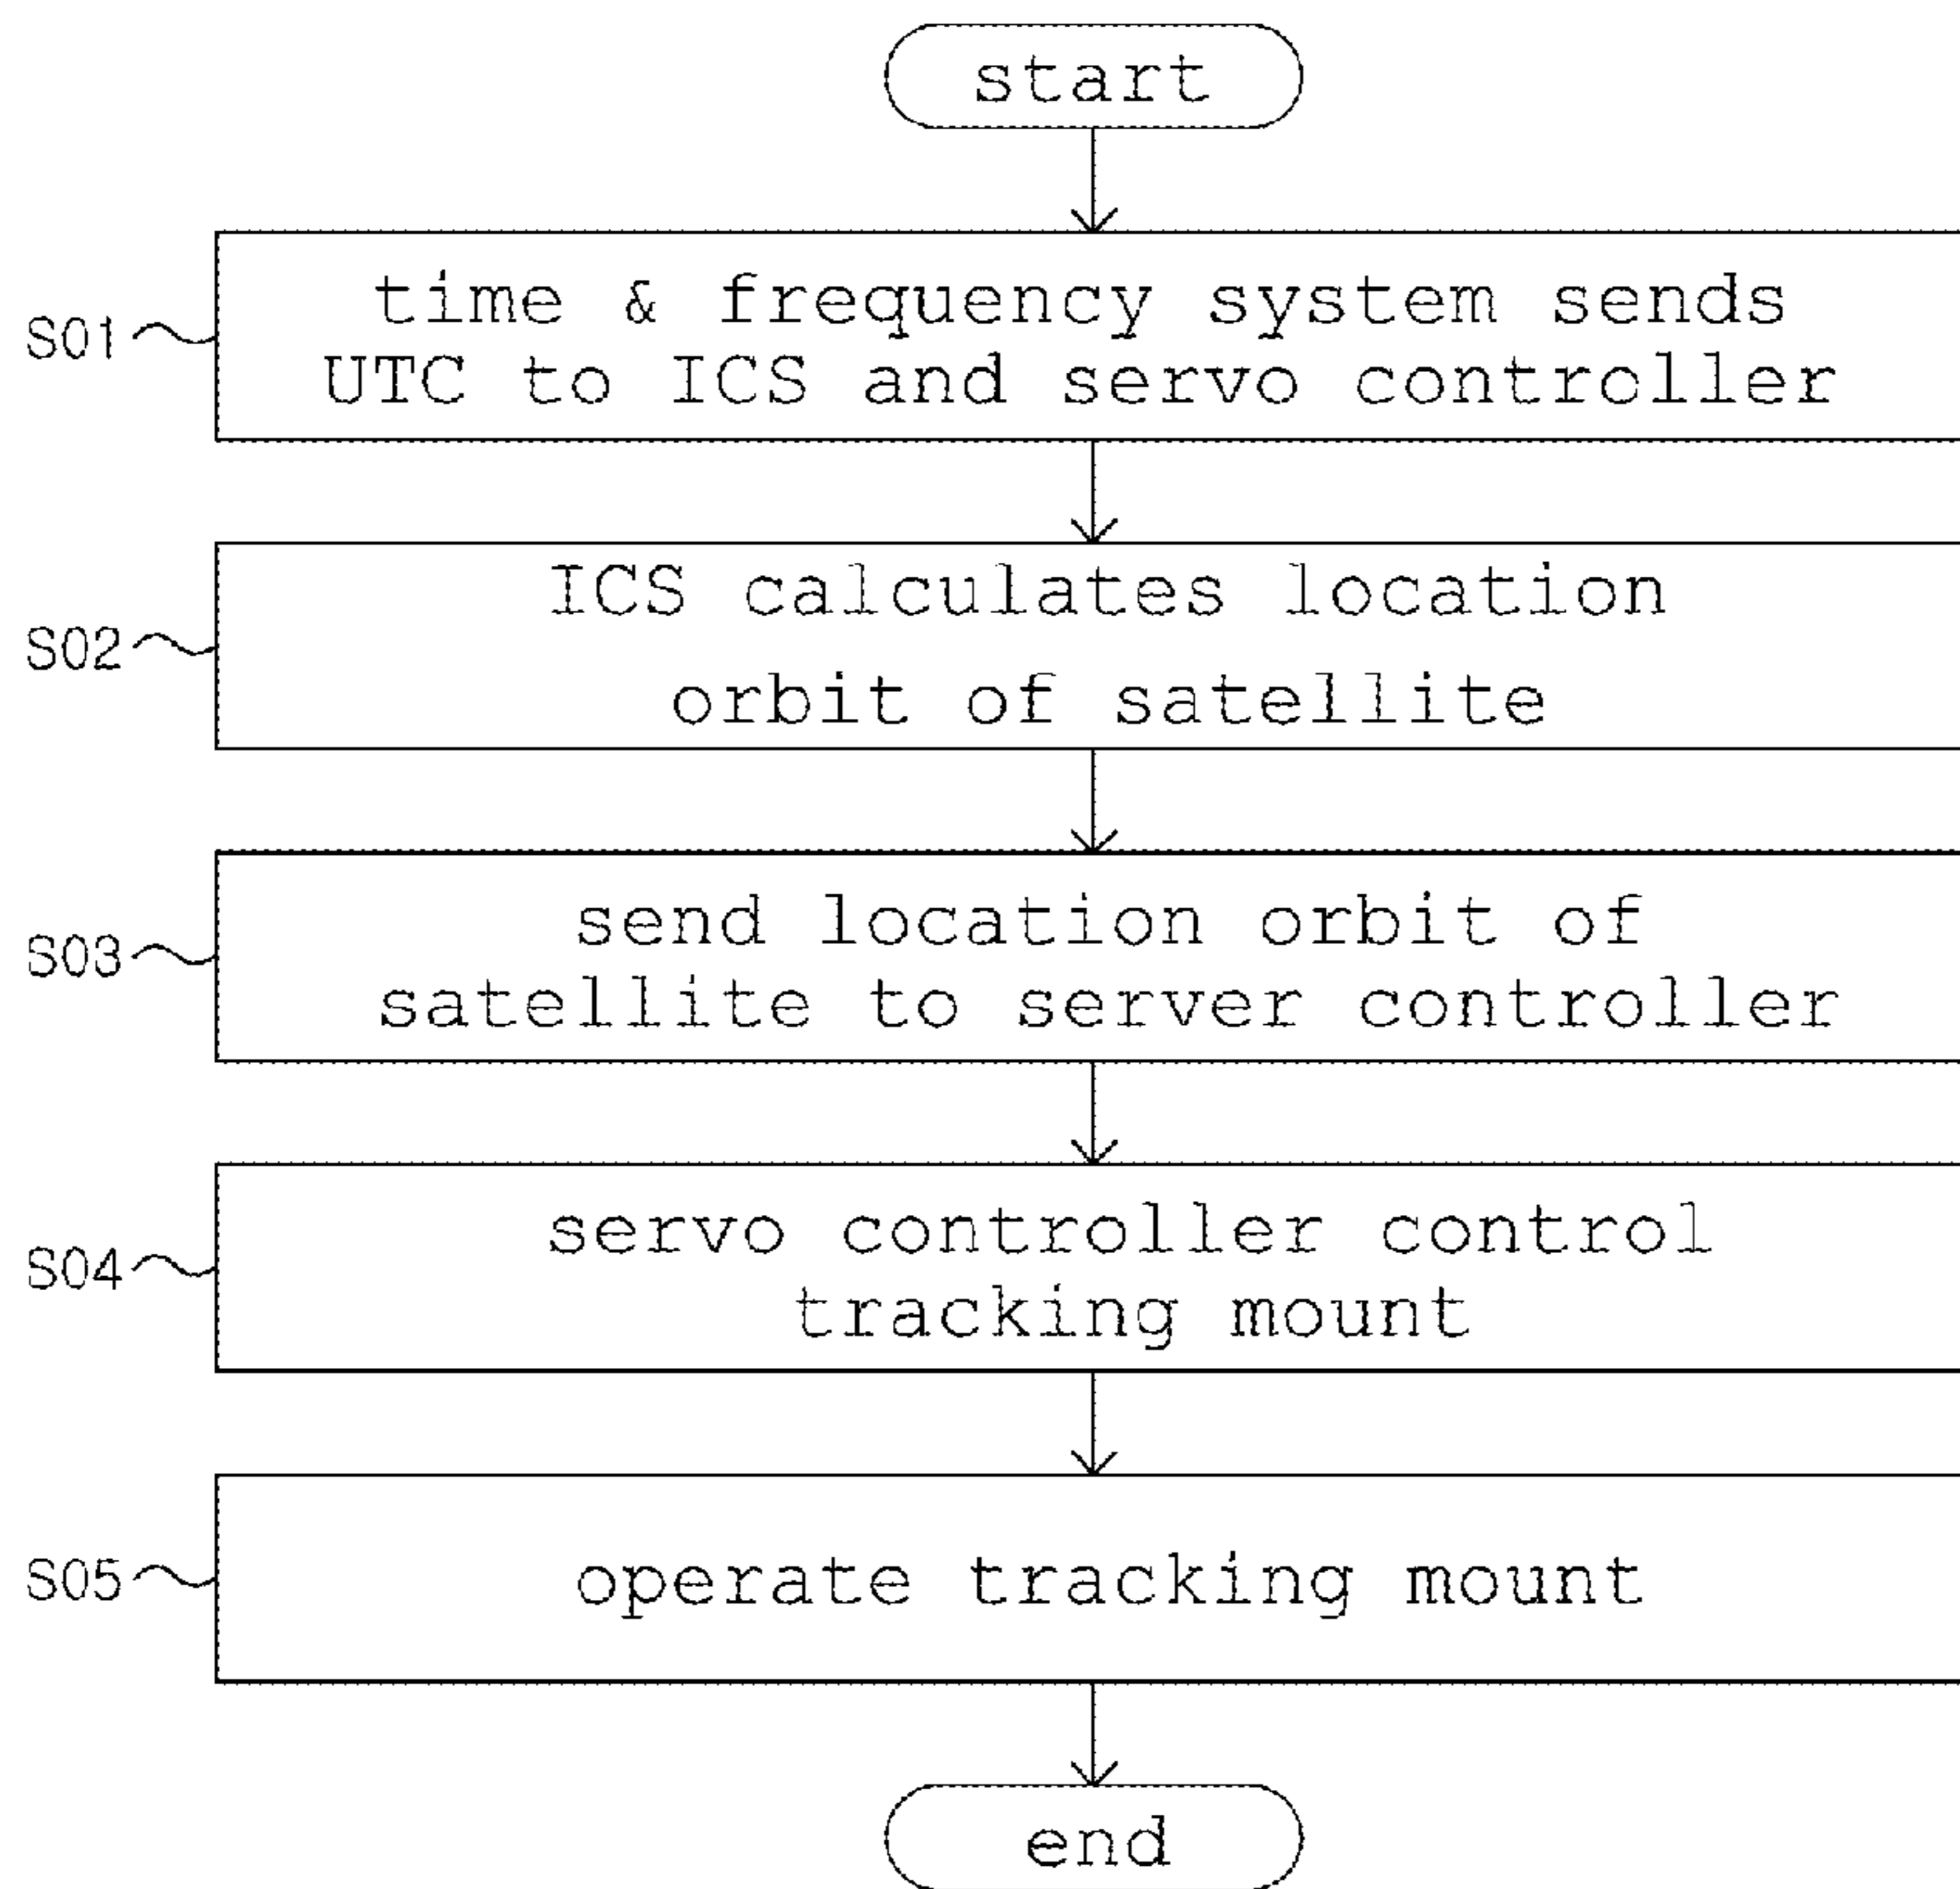 start
S01
time & frequency system sends
UTC to ICS and servo controller
S02
ICS calculates location
orbit of satellite
S03
send location orbit of
satellite to server controller
S04
servo controller control
tracking mount
S05
operate tracking mount
end